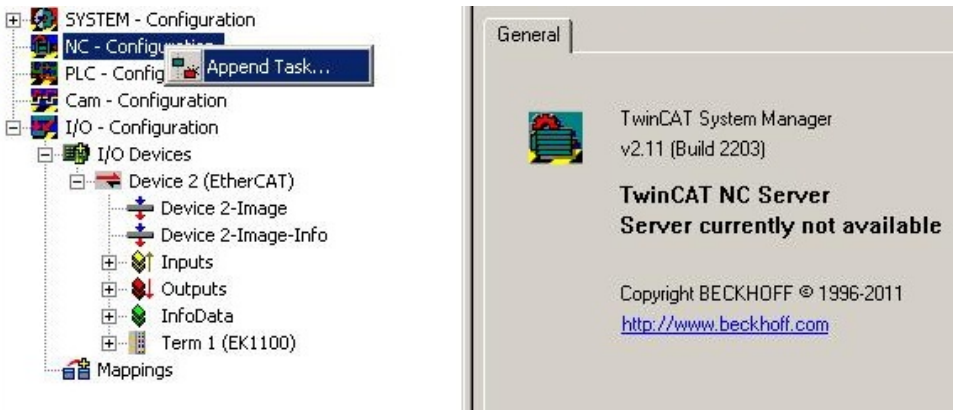 SYSTEM - Configuration
NC - Configuration
Append Task...
PLC - Config
Cam - Configuration
I/O - Configuration
I/O Devices
Device 2 (EtherCAT)
Device 2-Image
Device 2-Image-Info
Inputs
Outputs
InfoData
Term 1 (EK1100)
Mappings
General
TwinCAT System Manager
v2.11 (Build 2203)
TwinCAT NC Server
Server currently not available
Copyright BECKHOFF © 1996-2011
http://www.beckhoff.com